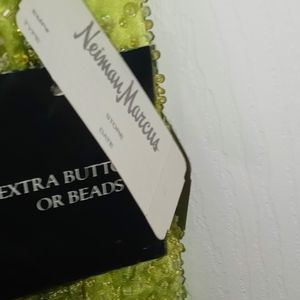 Neiman Marcus
STORE
DATE
EXTRA BUTTO
OR BEADS